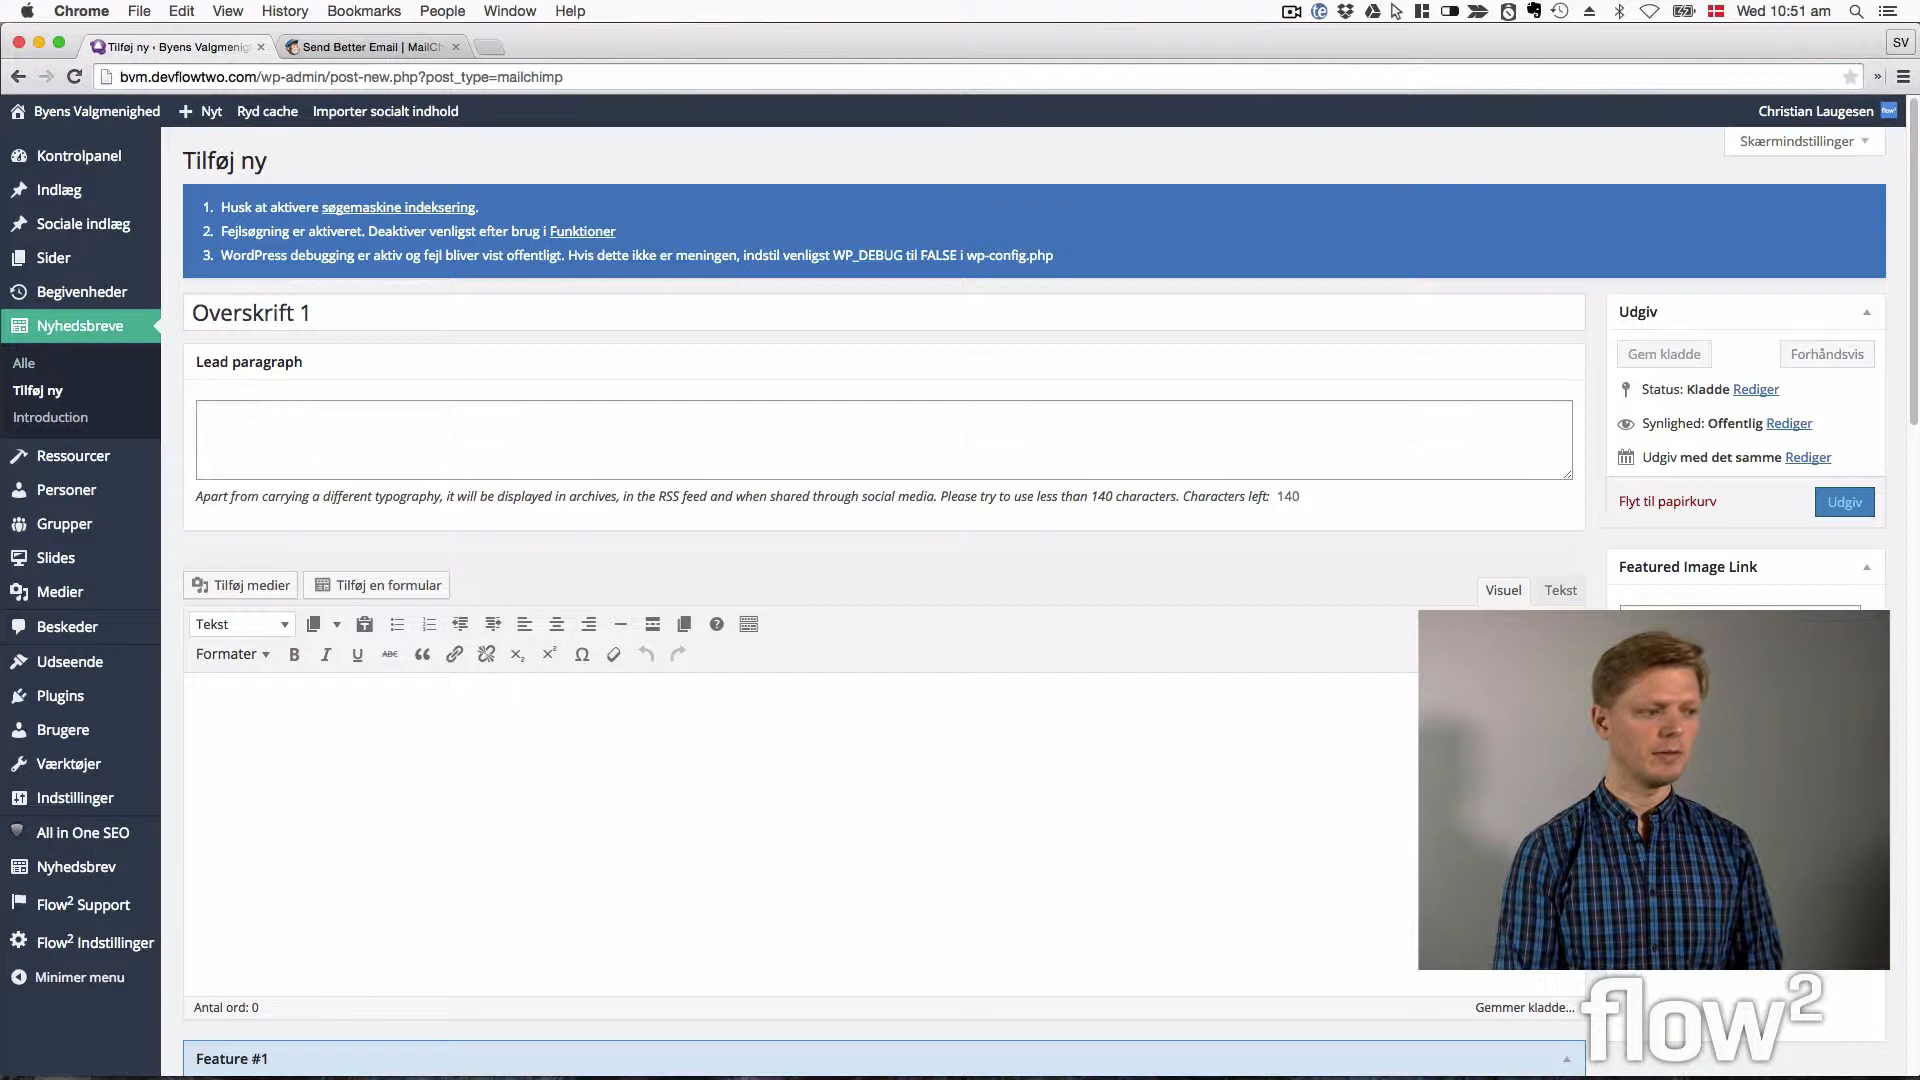 Chrome File Edit View History Bookmarks People Window Help Wed 10:51 am
Tilføj ny ‹ Byens Valgmenig Send Better Email | MailCh SV
bvm.devflowtwo.com/wp-admin/post-new.php?post_type=mailchimp
Byens Valgmenighed Nyt Ryd cache Importer socialt indhold Christian Laugesen
Skærmindstillinger
Kontrolpanel
Indlæg
Sociale indlæg
Sider
Begivenheder
Nyhedsbreve
Alle
Tilføj ny
Introduction
Ressourcer
Personer
Grupper
Slides
Medier
Beskeder
Udseende
Plugins
Brugere
Værktøjer
Indstillinger
All in One SEO
Nyhedsbrev
Flow² Support
Flow² Indstillinger
Minimer menu
Tilføj ny
1. Husk at aktivere søgemaskine indeksering.
2. Fejlsøgning er aktiveret. Deaktiver venligst efter brug i Funktioner
3. WordPress debugging er aktiv og fejl bliver vist offentligt. Hvis dette ikke er meningen, indstil venligst WP_DEBUG til FALSE i wp-config.php
Overskrift 1
Lead paragraph
Apart from carrying a different typography, it will be displayed in archives, in the RSS feed and when shared through social media. Please try to use less than 140 characters. Characters left: 140
Tilføj medier Tilføj en formular
Visuel Tekst
Tekst
Formater B I U ABC
Antal ord: 0 Gemmer kladde...
Feature #1
Udgiv
Gem kladde Forhåndsvis
Status: Kladde Rediger
Synlighed: Offentlig Rediger
Udgiv med det samme Rediger
Flyt til papirkurv Udgiv
Featured Image Link
flow²